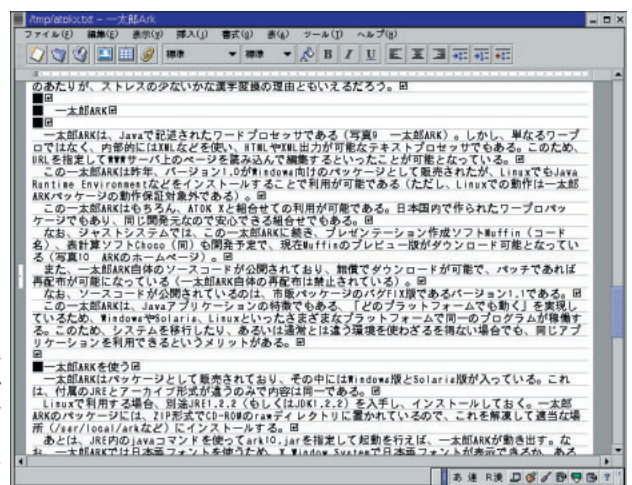 /tmp/atokx.txt – 一太郎Ark
ファイル(F) 編集(E) 表示(V) 挿入(I) 書式(O) 表(A) ツール(T) ヘルプ(H)
標準 標準 B I U
のあたりが、ストレスの少ないかな漢字変換の理由ともいえるだろう。
■
■ 一太郎ARK
■
一太郎ARKは、Javaで記述されたワードプロセッサである(写真9 一太郎ARK)。しかし、単なるワープ
ロではなく、内部的にはXMLなどを使い、HTMLやXML出力が可能なテキストプロセッサでもある。このため、
URLを指定してWWWサーバ上のページを読み込んで編集するといったことが可能となっている。
この一太郎ARKは昨年、バージョン1.0がWindows向けのパッケージとして販売されたが、LinuxでもJava
Runtime Environmentなどをインストールすることで利用が可能である(ただし、Linuxでの動作は一太郎
ARKパッケージの動作保証対象外である)。
この一太郎ARKはもちろん、ATOK Xと組合せての利用が可能である。日本国内で作られたワープロパッ
ケージでもあり、同じ開発元なので安心できる組合せでもある。
なお、ジャストシステムでは、この一太郎ARKに続き、プレゼンテーション作成ソフトMuffin(コード
名)、表計算ソフトChoco(同)も開発予定で、現在Muffinのプレビュー版がダウンロード可能となってい
る(写真10 ARKのホームページ)。
また、一太郎ARK自体のソースコードが公開されており、無償でダウンロードが可能で、パッチであれば
再配布が可能になっている(一太郎ARK自体の再配布は禁止されている)。
なお、ソースコードが公開されているのは、市販パッケージのバグFIX版であるバージョン1.1である。
この一太郎ARKは、Javaアプリケーションの特徴でもある、「どのプラットフォームでも動く」を実現し
ているため、WindowsやSolaris、Linuxといったさまざまなプラットフォームで同一のプログラムが稼働す
る。このため、システムを移行したり、あるいは通常とは違う環境を使わざるを得ない場合でも、同じアプ
リケーションを利用できるというメリットがある。
■一太郎ARKを使う
一太郎ARKはパッケージとして販売されており、その中にはWindows版とSolaris版が入っている。これ
は、付属のJREとアーカイブ形式が違うのみで内容は同一である。
Linuxで利用する場合、別途JRE1.2.2(もしくはJDK1.2.2)を入手し、インストールしておく。一太郎
ARKのパッケージには、ZIP形式でCD-ROMのrawディレクトリに置かれているので、これを解凍して適当な場
所(/usr/local/arkなど)にインストールする。
あとは、JRE内のjavaコマンドを使ってark10.jarを指定して起動を行えば、一太郎ARKが動き出す。な
お、一太郎ARKでは日本語フォントを使うため、X Window Systemで日本語フォントが表示できるか、ある
あ 連 R漢